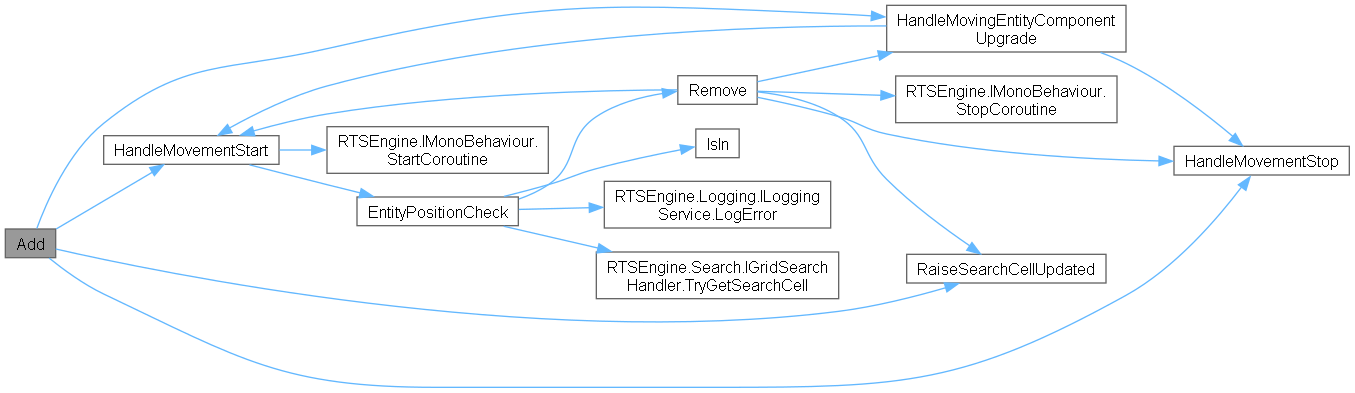 HandleMovingEntityComponent
Upgrade
Remove
RTSEngine.IMonoBehaviour.
StopCoroutine
HandleMovementStart
RTSEngine.IMonoBehaviour.
StartCoroutine
IsIn
HandleMovementStop
EntityPositionCheck
RTSEngine.Logging.ILogging
Service.LogError
Add
RTSEngine.Search.IGridSearch
Handler.TryGetSearchCell
RaiseSearchCellUpdated